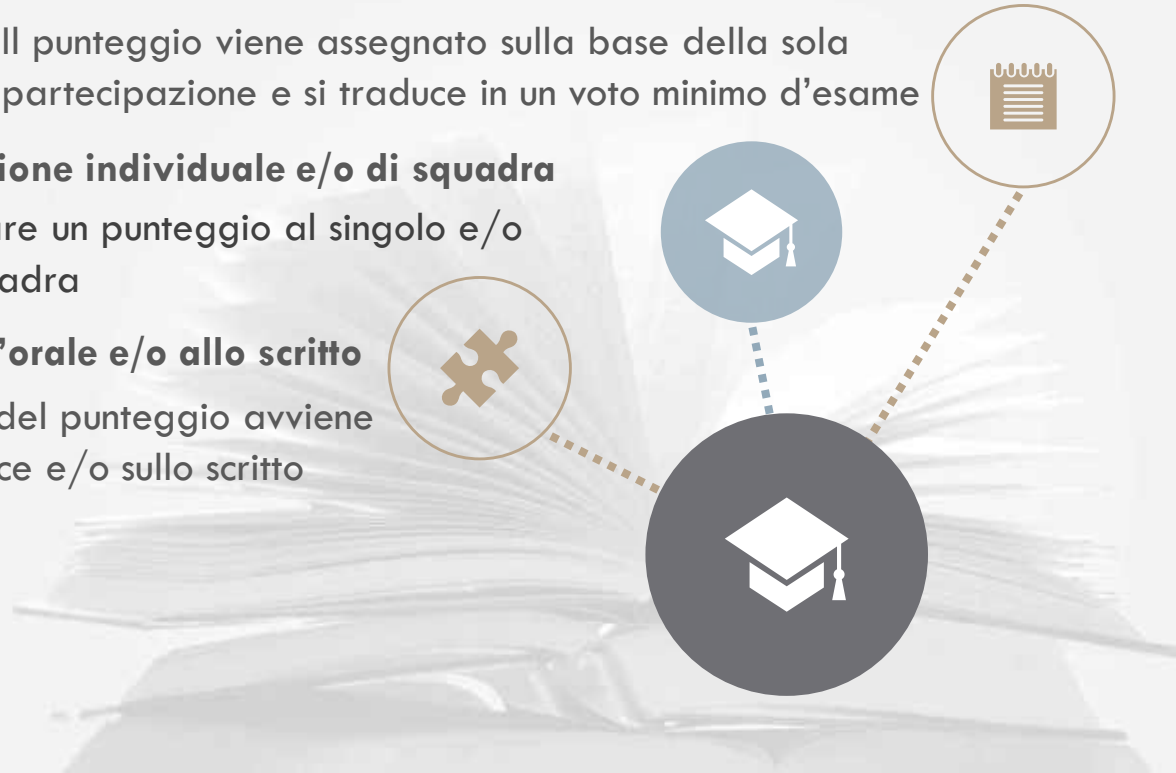 Il punteggio viene assegnato sulla base della sola
partecipazione e si traduce in un voto minimo d'esame
ione individuale e/o di squadra
re un punteggio al singolo e/o
adra
'orale e/o allo scritto
del punteggio avviene
ce e/o sullo scritto